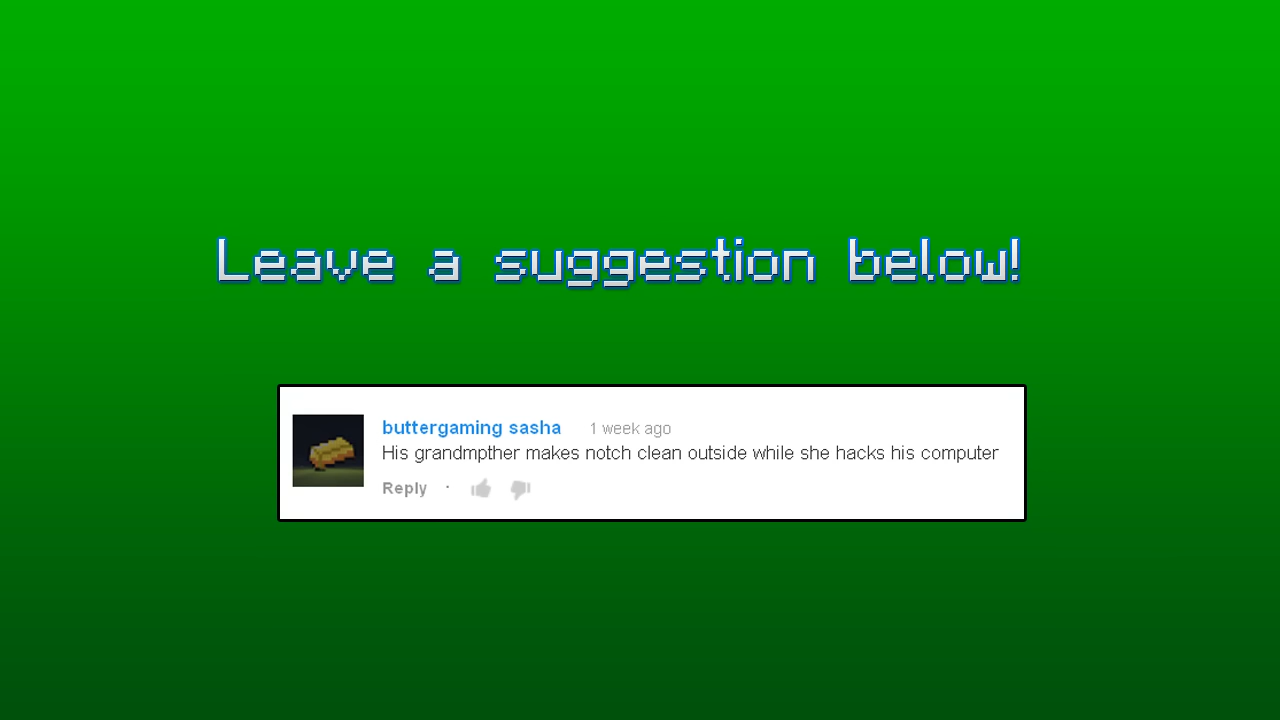 Leave a suggestion below!
buttergaming sasha 1 week ago
His grandmpther makes notch clean outside while she hacks his computer
Reply ·